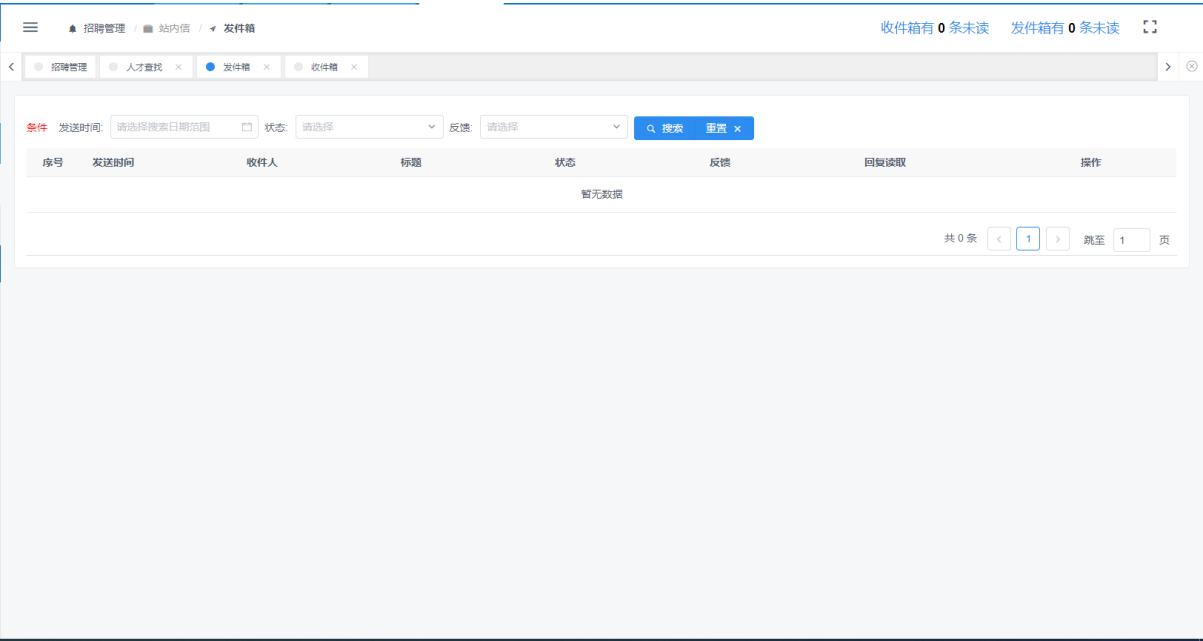 招聘管理 / 站内信 / 发件箱 收件箱有 0 条未读 发件箱有 0 条未读
招聘管理 人才查找 发件箱 收件箱
条件 发送时间: 请选择搜索日期范围 状态: 请选择 反馈: 请选择 搜索 重置
序号 发送时间 收件人 标题 状态 反馈 回复读取 操作
暂无数据
共 0 条 1 跳至 1 页